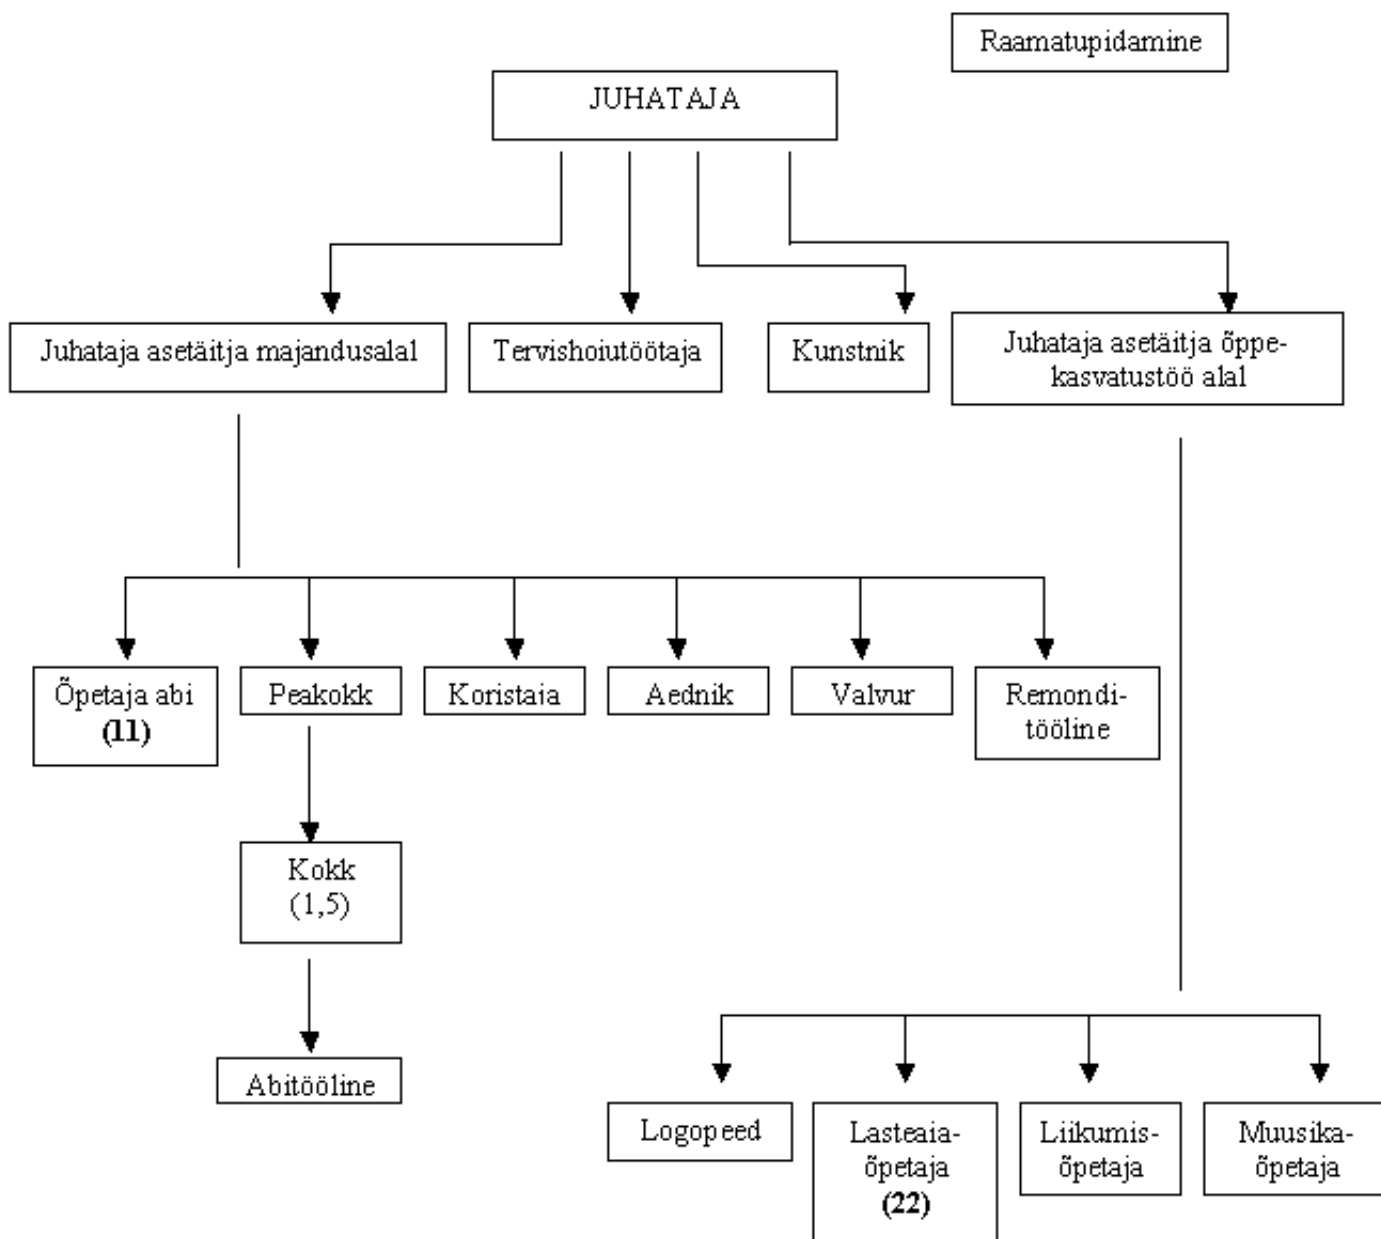 Raamatupidamine
JUHATAJA
Juhataja asetäitja majandusalal
Tervishoiutöötaja
Kunstnik
Juhataja asetäitja õppe-
kasvatustöö alal
Õpetaja abi
(11)
Peakokk
Koristaia
Aednik
Valvur
Remondi-
tööline
Kokk
(1,5)
Abitööline
Logopeed
Lasteaia-
õpetaja
(22)
Liikumis-
õpetaja
Muusika-
õpetaja